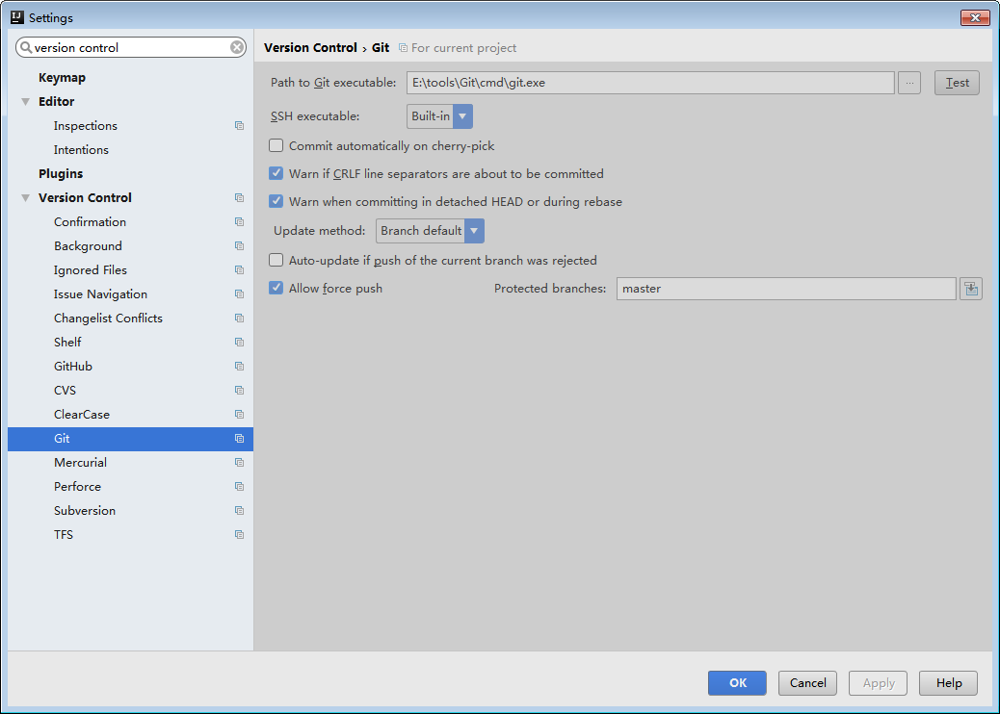 Settings
version control
Keymap
Editor
Inspections
Intentions
Plugins
Version Control
Confirmation
Background
Ignored Files
Issue Navigation
Changelist Conflicts
Shelf
GitHub
CVS
ClearCase
Git
Mercurial
Perforce
Subversion
TFS
Version Control › Git For current project
Path to Git executable: E:\tools\Git\cmd\git.exe ... Test
SSH executable: Built-in
Commit automatically on cherry-pick
Warn if CRLF line separators are about to be committed
Warn when committing in detached HEAD or during rebase
Update method: Branch default
Auto-update if push of the current branch was rejected
Allow force push Protected branches: master
OK Cancel Apply Help